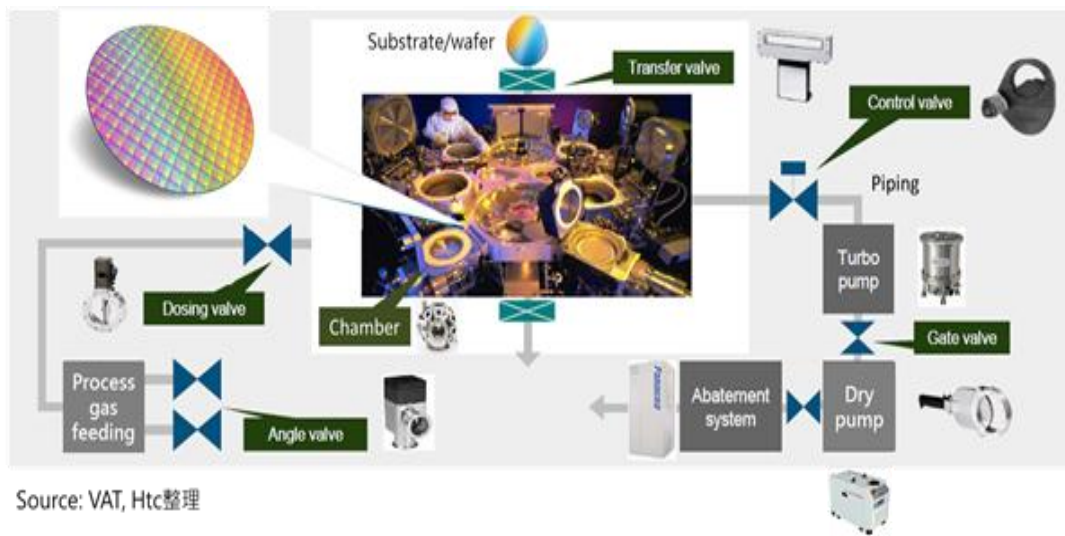 Substrate/wafer
Transfer valve
Control valve
Piping
Dosing valve
Chamber
Turbo
pump
Gate valve
Process
gas
feeding
Angle valve
Abatement
system
Dry
pump
Source: VAT, Htc整理